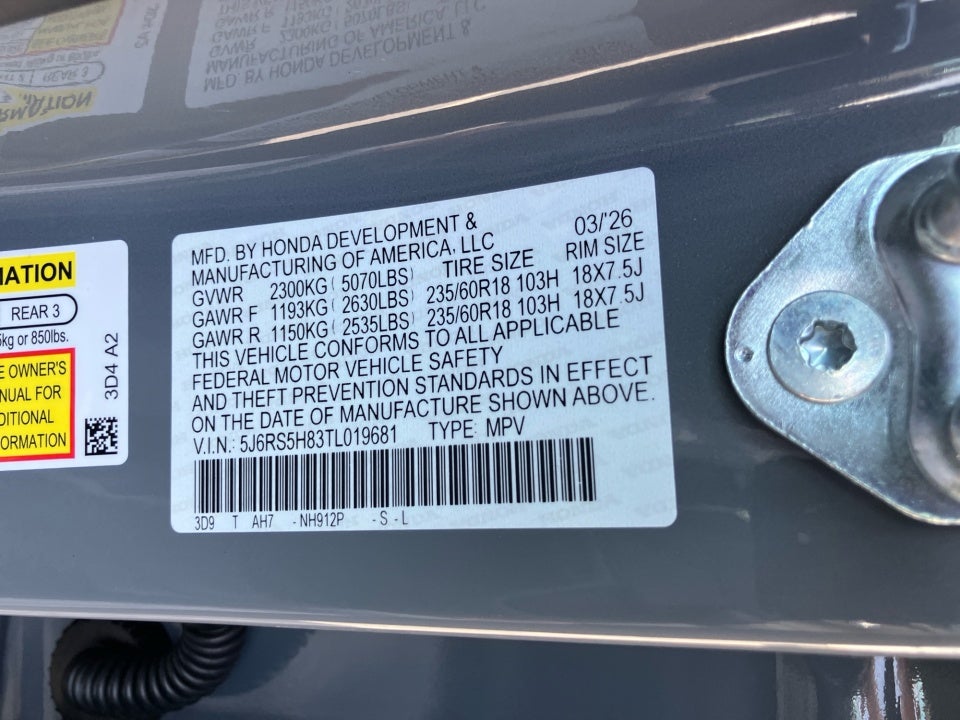 MFD. BY HONDA DEVELOPMENT &
MANUFACTURING OF AMERICA, LLC 03/'26
GVWR 2300KG ( 5070LBS) TIRE SIZE RIM SIZE
GAWR F 1193KG ( 2630LBS) 235/60R18 103H 18X7.5J
GAWR R 1150KG ( 2535LBS) 235/60R18 103H 18X7.5J
THIS VEHICLE CONFORMS TO ALL APPLICABLE
FEDERAL MOTOR VEHICLE SAFETY
AND THEFT PREVENTION STANDARDS IN EFFECT
ON THE DATE OF MANUFACTURE SHOWN ABOVE.
V.I.N.: 5J6RS5H83TL019681 TYPE: MPV
3D9 T AH7 - NH912P - S - L
MATION
REAR 3
5kg or 850lbs.
E OWNER'S
NUAL FOR
DITIONAL
ORMATION
3D4 A2